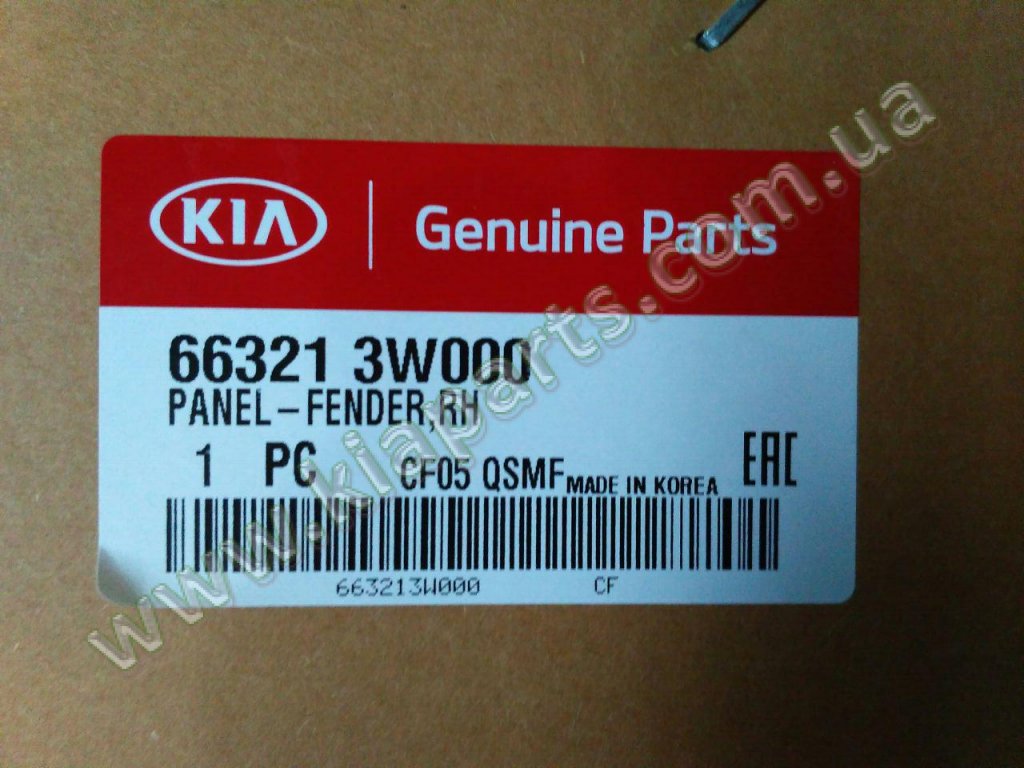 KIA Genuine Parts
66321 3W000
PANEL-FENDER,RH
1 PC CF05 QSMF MADE IN KOREA EAC
663213W000 CF
www.kiaparts.com.ua